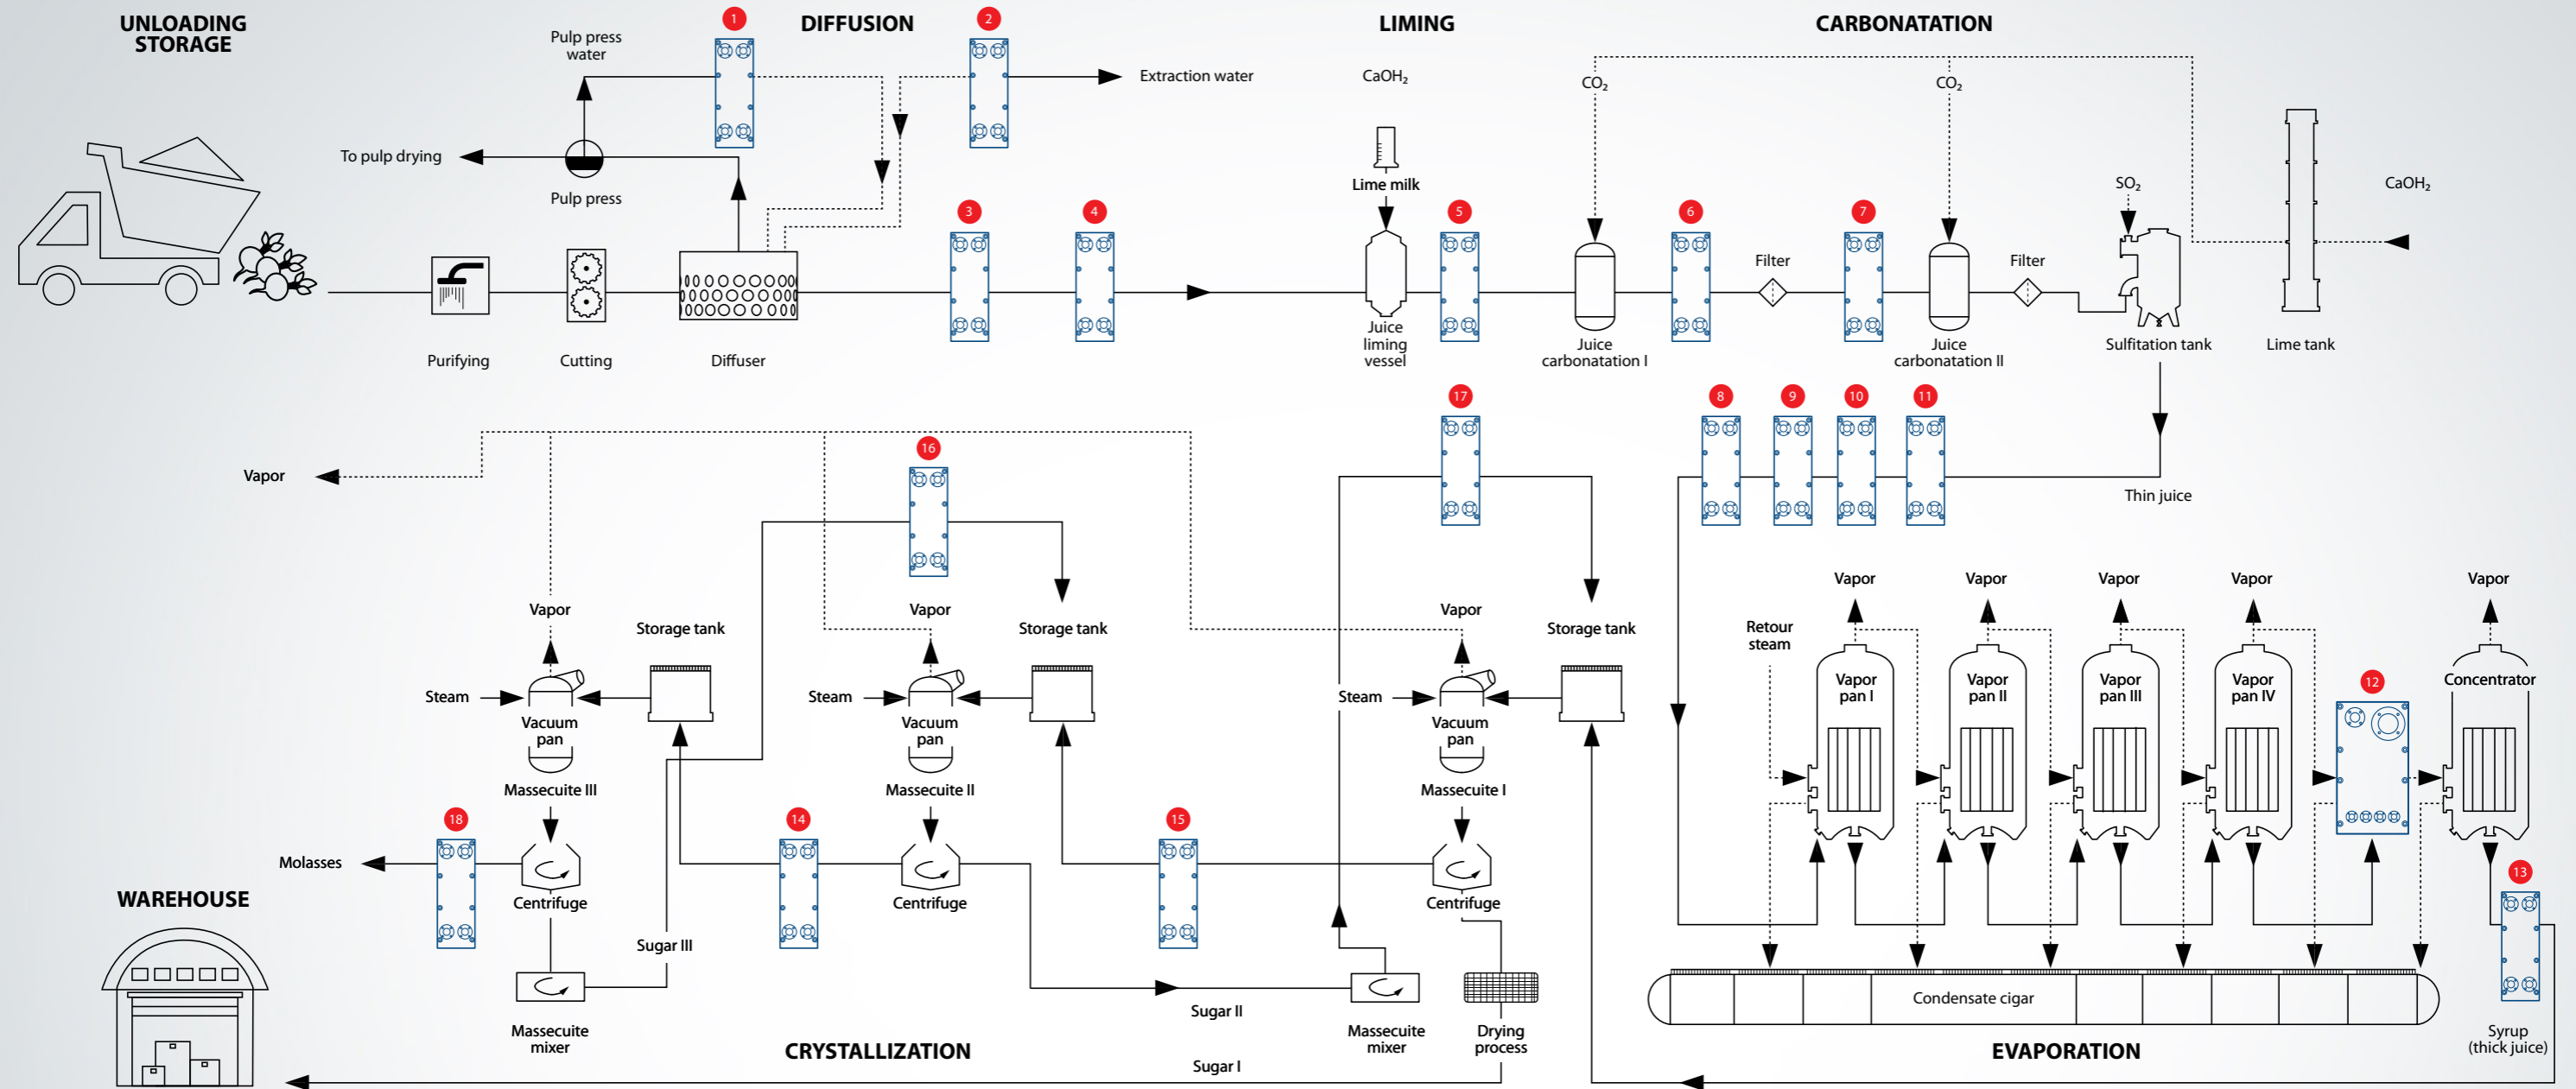 UNLOADING
STORAGE
DIFFUSION
LIMING
CARBONATATION
1
2
Pulp press
water
Extraction water
CaOH₂
CO₂
CO₂
To pulp drying
Pulp press
Lime milk
SO₂
CaOH₂
3
4
5
6
7
Filter
Filter
Purifying
Cutting
Diffuser
Juice
liming
vessel
Juice
carbonatation I
Juice
carbonatation II
Sulfitation tank
Lime tank
17
8
9
10
11
16
Vapor
Thin juice
Vapor
Storage tank
Vapor
Storage tank
Vapor
Storage tank
Retour
steam
Vapor
Vapor
Vapor
Vapor
Vapor
Steam
Vacuum
pan
Steam
Vacuum
pan
Steam
Vacuum
pan
Vapor
pan I
Vapor
pan II
Vapor
pan III
Vapor
pan IV
12
Concentrator
Massecuite III
Massecuite II
Massecuite I
18
14
15
Molasses
Centrifuge
Centrifuge
Centrifuge
13
WAREHOUSE
Sugar III
Condensate cigar
Sugar II
Massecuite
mixer
Massecuite
mixer
Drying
process
Syrup
(thick juice)
CRYSTALLIZATION
EVAPORATION
Sugar I